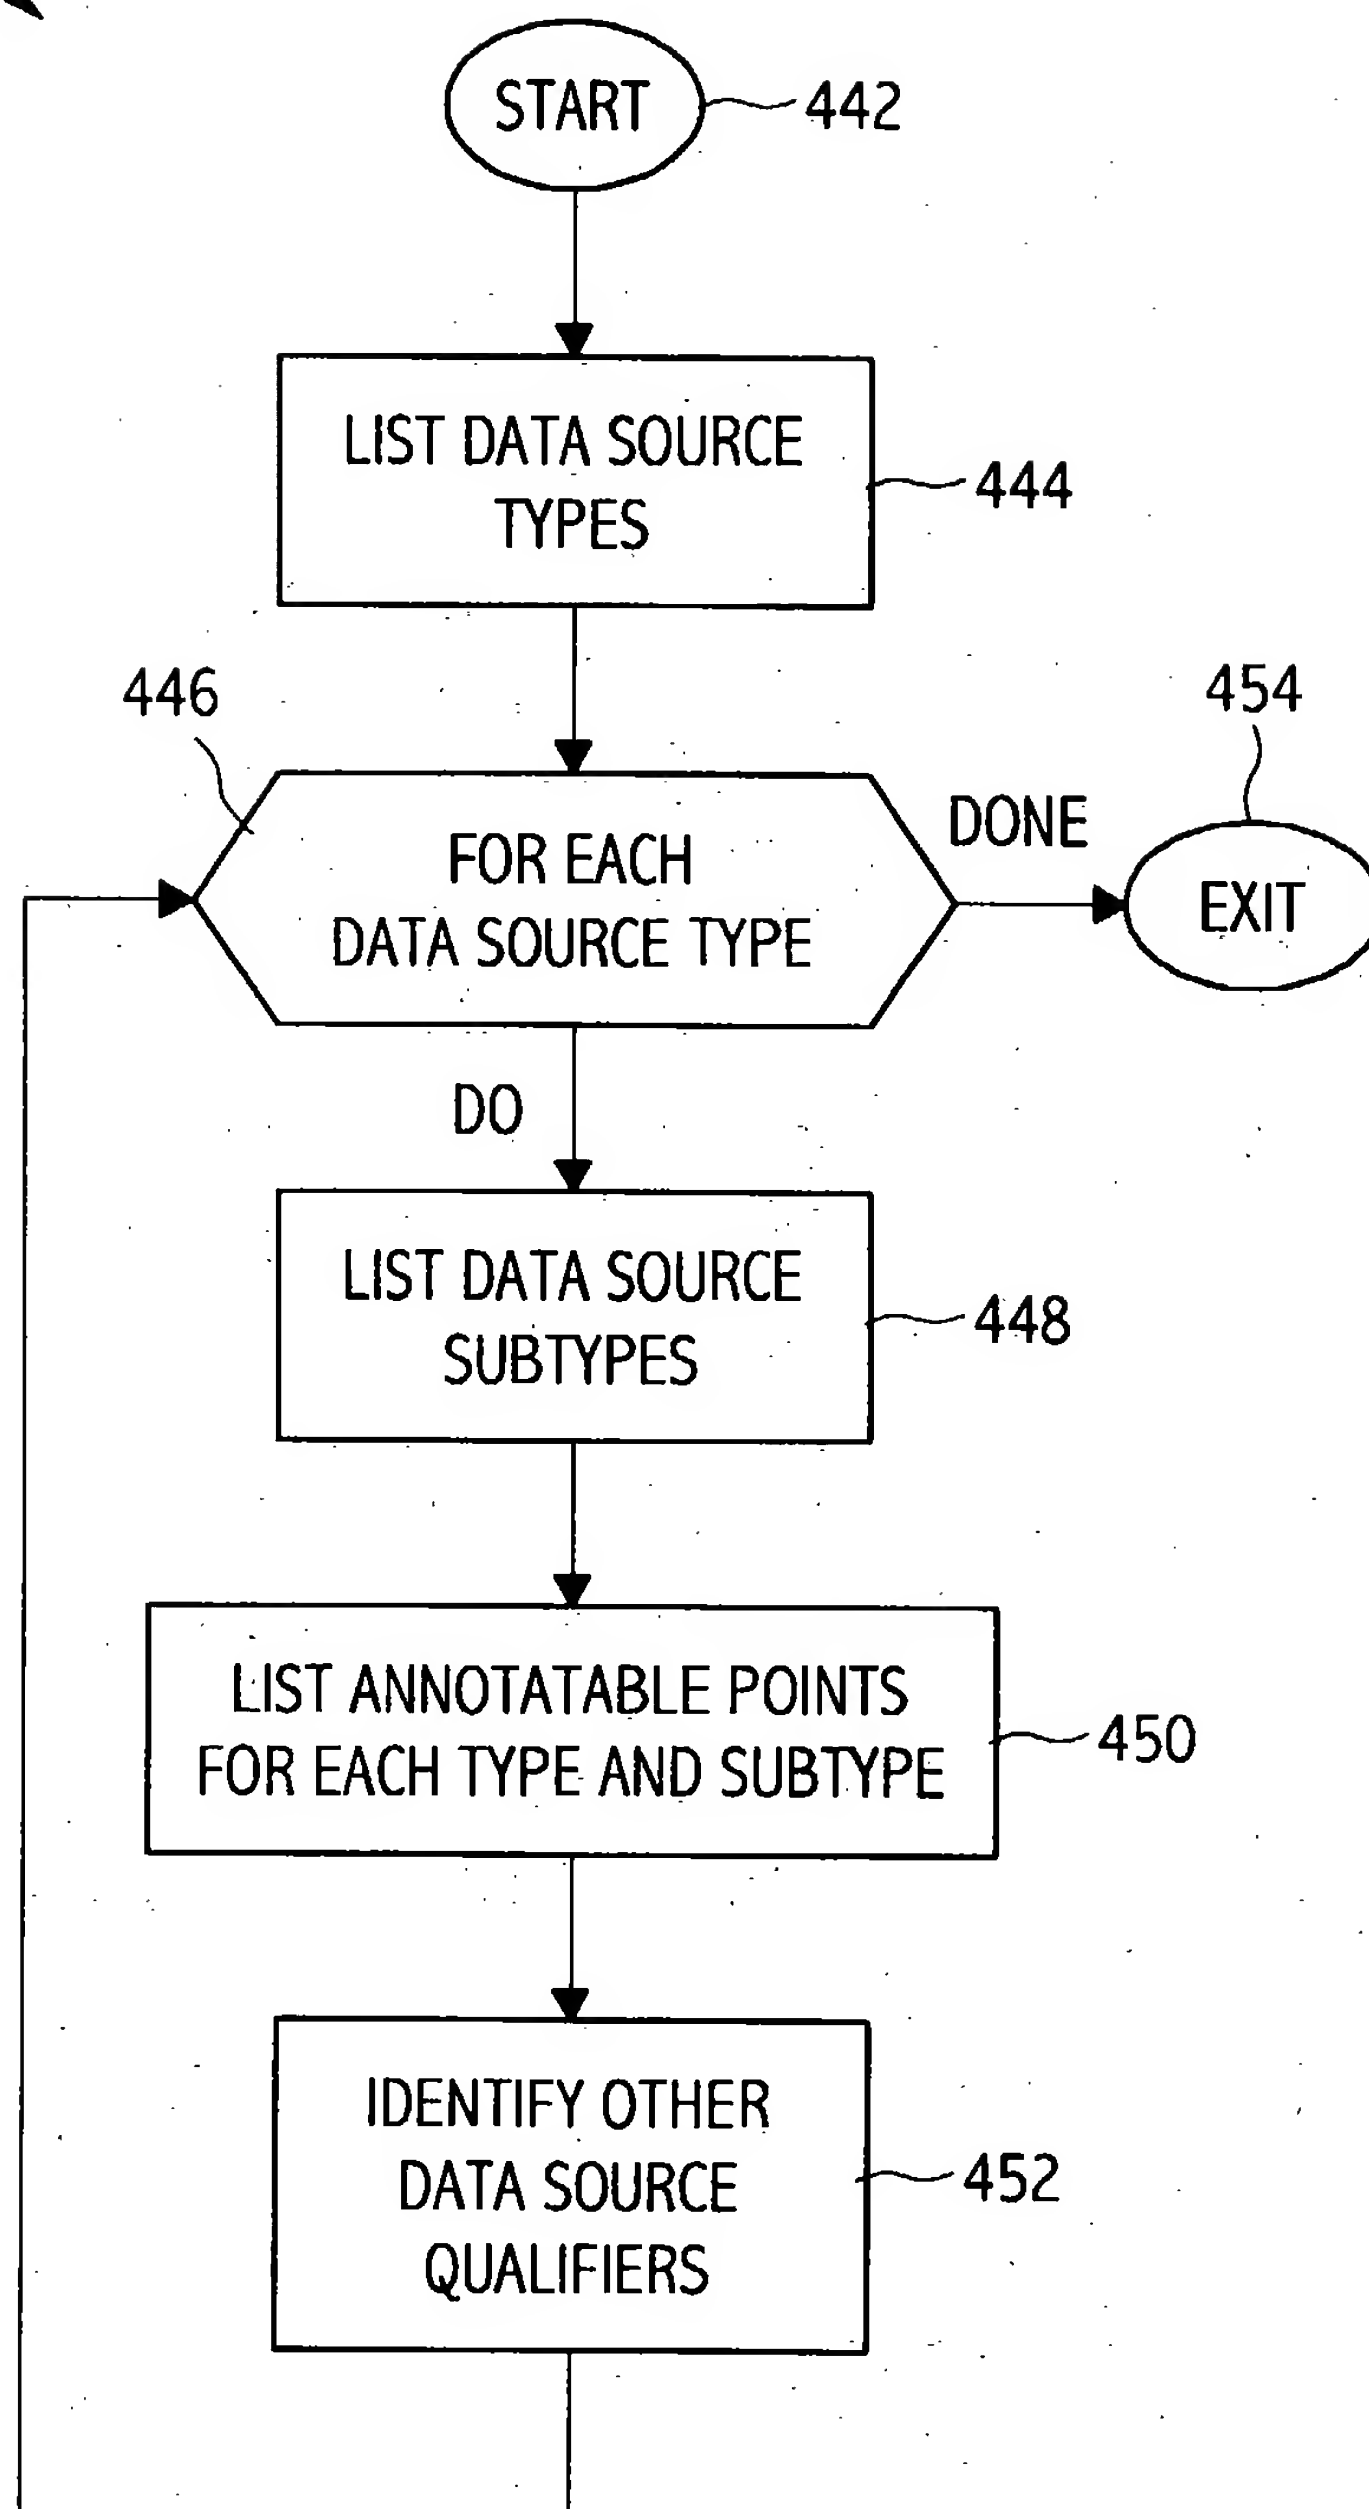 START
442
LIST DATA SOURCE
TYPES
444
446
454
FOR EACH
DATA SOURCE TYPE
DONE
EXIT
DO
LIST DATA SOURCE
SUBTYPES
448
LIST ANNOTATABLE POINTS
FOR EACH TYPE AND SUBTYPE
450
IDENTIFY OTHER
DATA SOURCE
QUALIFIERS
452